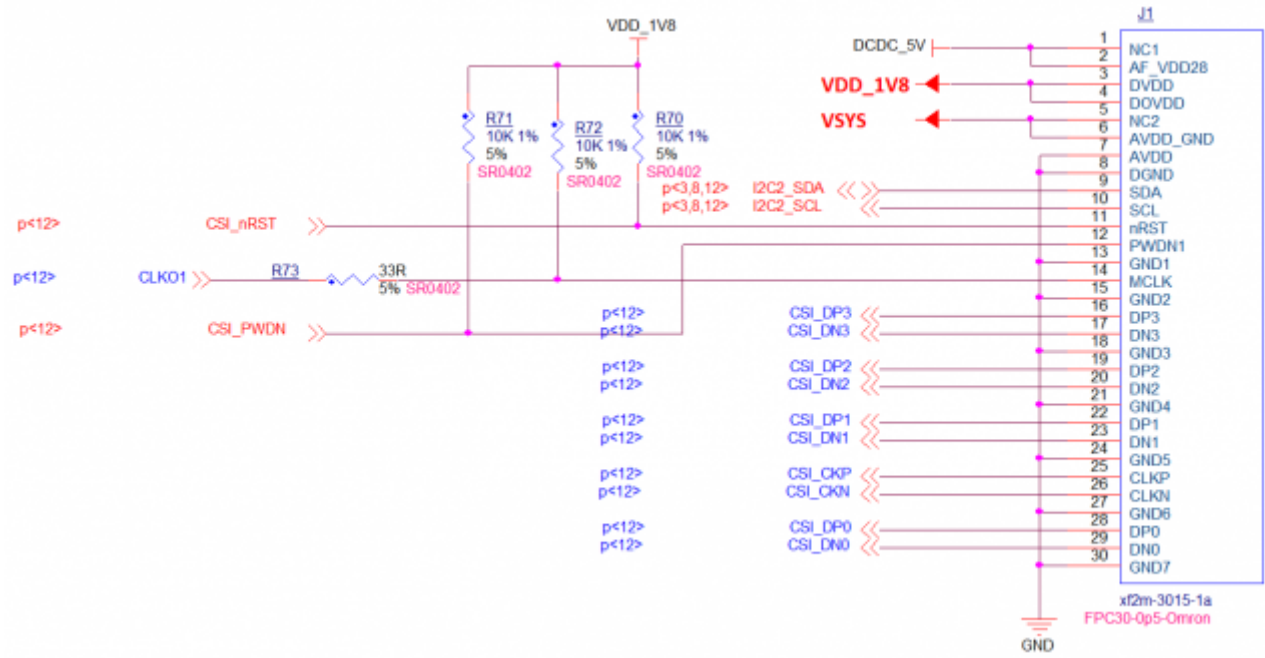 J1
VDD_1V8
DCDC_5V
1 NC1
2 AF_VDD28
VDD_1V8
3 DVDD
4 DOVDD
VSYS
5 NC2
6 AVDD_GND
7 AVDD
8 DGND
R71
10K 1%
5%
SR0402
R72
10K 1%
5%
SR0402
R70
10K 1%
5%
SR0402
p<3,8,12> I2C2_SDA 9 SDA
p<3,8,12> I2C2_SCL 10 SCL
p<12> CSI_nRST 11 nRST
12 PWDN1
13 GND1
p<12> CLKO1 R73 33R 14 MCLK
5% SR0402
15 GND2
p<12> CSI_PWDN
p<12> CSI_DP3 16 DP3
p<12> CSI_DN3 17 DN3
18 GND3
p<12> CSI_DP2 19 DP2
p<12> CSI_DN2 20 DN2
21 GND4
p<12> CSI_DP1 22 DP1
p<12> CSI_DN1 23 DN1
24 GND5
p<12> CSI_CKP 25 CLKP
p<12> CSI_CKN 26 CLKN
27 GND6
p<12> CSI_DP0 28 DP0
p<12> CSI_DN0 29 DN0
30 GND7
xf2m-3015-1a
FPC30-0p5-Omron
GND